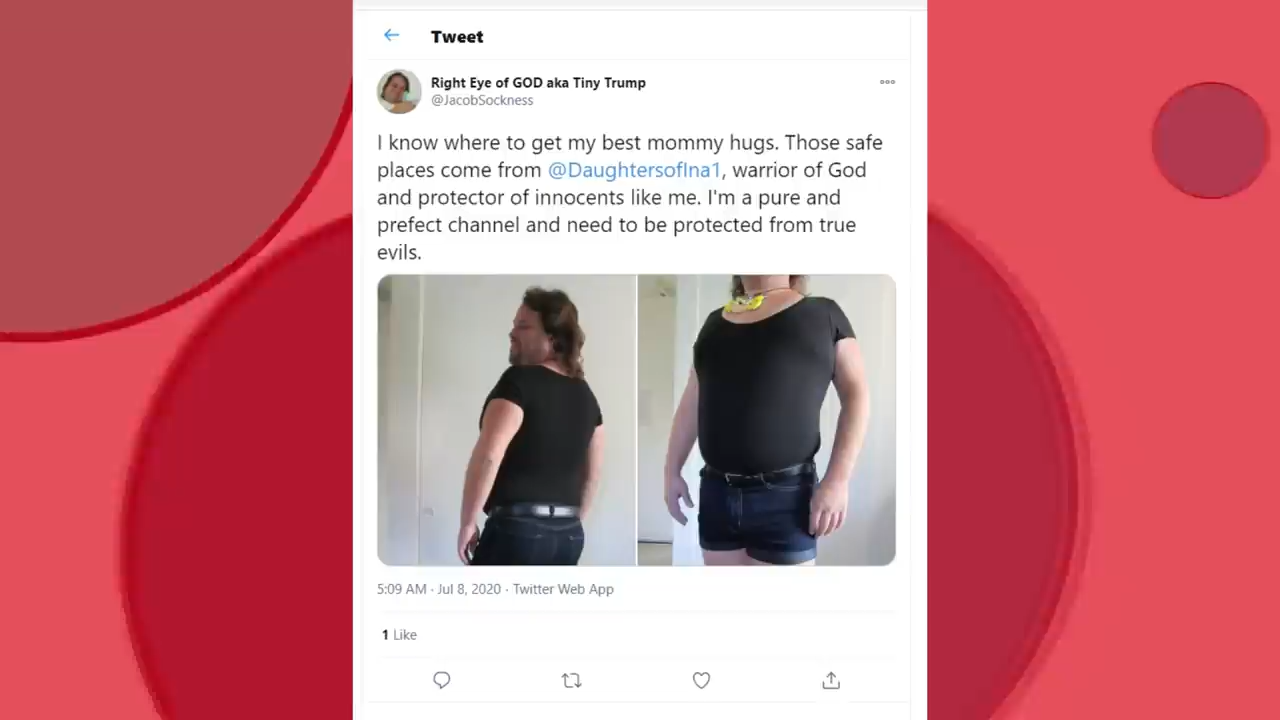 Tweet
Right Eye of GOD aka Tiny Trump
@JacobSockness
I know where to get my best mommy hugs. Those safe
places come from @DaughtersofIna1, warrior of God
and protector of innocents like me. I'm a pure and
prefect channel and need to be protected from true
evils.
5:09 AM · Jul 8, 2020 · Twitter Web App
1 Like